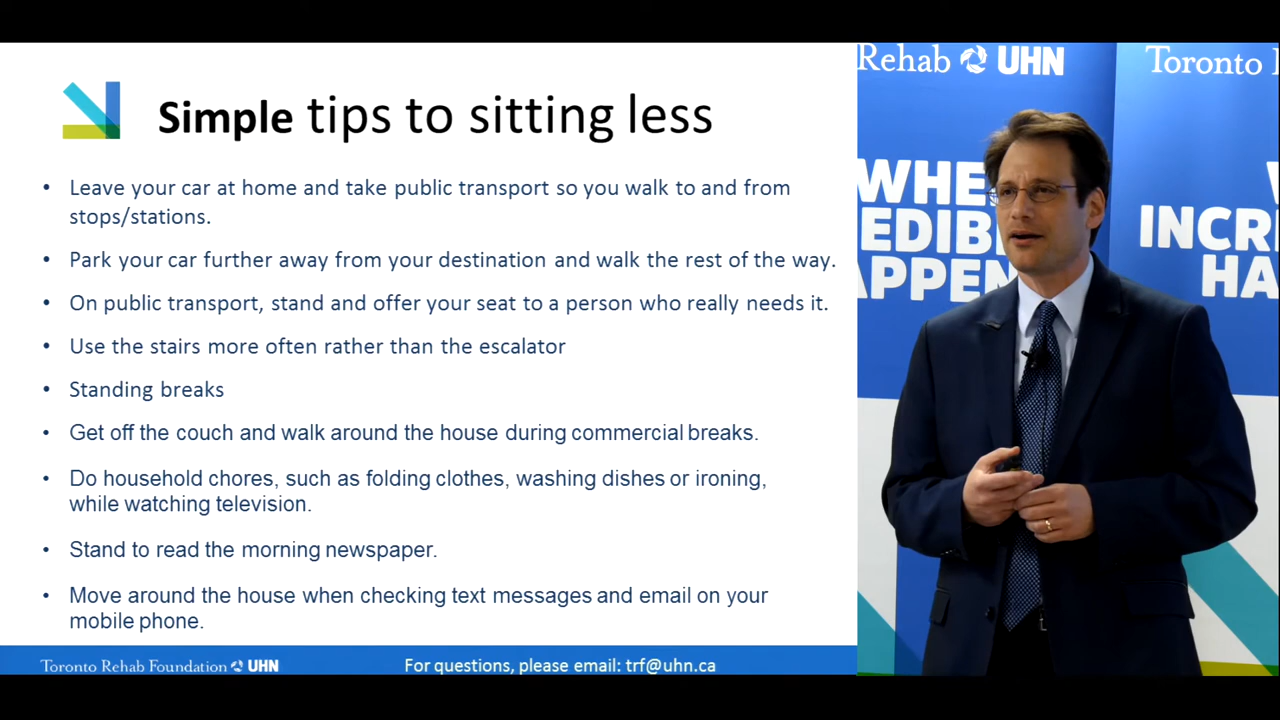 Simple tips to sitting less
• Leave your car at home and take public transport so you walk to and from
stops/stations.
• Park your car further away from your destination and walk the rest of the way.
• On public transport, stand and offer your seat to a person who really needs it.
• Use the stairs more often rather than the escalator
• Standing breaks
• Get off the couch and walk around the house during commercial breaks.
• Do household chores, such as folding clothes, washing dishes or ironing,
while watching television.
• Stand to read the morning newspaper.
• Move around the house when checking text messages and email on your
mobile phone.
Toronto Rehab Foundation UHN
For questions, please email: trf@uhn.ca
Rehab UHN
Toronto
WHE
EDIB
APPEN
INCR
HA